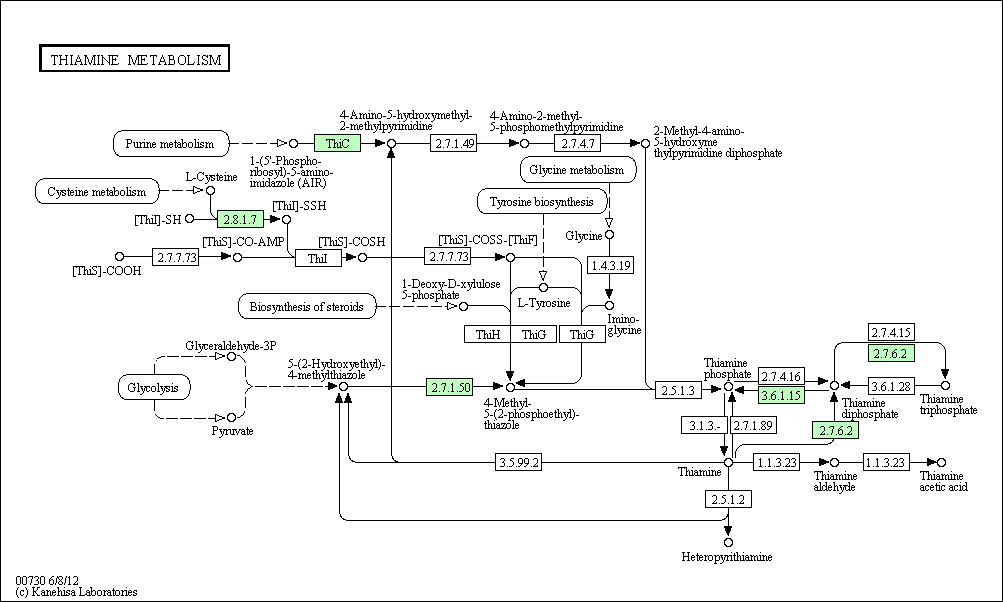 THIAMINE METABOLISM
4-Amino-5-hydroxymethyl-
2-methylpyrimidine
4-Amino-2-methyl-
5-phosphomethylpyrimidine
2-Methyl-4-amino-
5-hydroxyme
thylpyrimidine diphosphate
Purine metabolism
ThiC
2.7.1.49
2.7.4.7
1-(5'-Phospho-
ribosyl)-5-amino-
imidazole (AIR)
Glycine metabolism
L-Cysteine
Cysteine metabolism
Tyrosine biosynthesis
[ThiI]-SSH
[ThiI]-SH
2.8.1.7
Glycine
[ThiS]-CO-AMP
[ThiS]-COSH
[ThiS]-COSS-[ThiF]
2.7.7.73
ThiI
2.7.7.73
[ThiS]-COOH
1.4.3.19
1-Deoxy-D-xylulose
5-phosphate
Biosynthesis of steroids
L-Tyrosine
Imino-
glycine
ThiH
ThiG
ThiG
2.7.4.15
Glyceraldehyde-3P
2.7.6.2
5-(2-Hydroxyethyl)-
4-methylthiazole
Thiamine
phosphate
2.7.4.16
Glycolysis
2.7.1.50
2.5.1.3
3.6.1.15
3.6.1.28
4-Methyl-
5-(2-phosphoethyl)-
thiazole
Thiamine
diphosphate
Thiamine
triphosphate
Pyruvate
3.1.3.-
2.7.1.89
2.7.6.2
3.5.99.2
Thiamine
1.1.3.23
1.1.3.23
Thiamine
aldehyde
Thiamine
acetic acid
2.5.1.2
Heteropyrithiamine
00730 6/8/12
(c) Kanehisa Laboratories